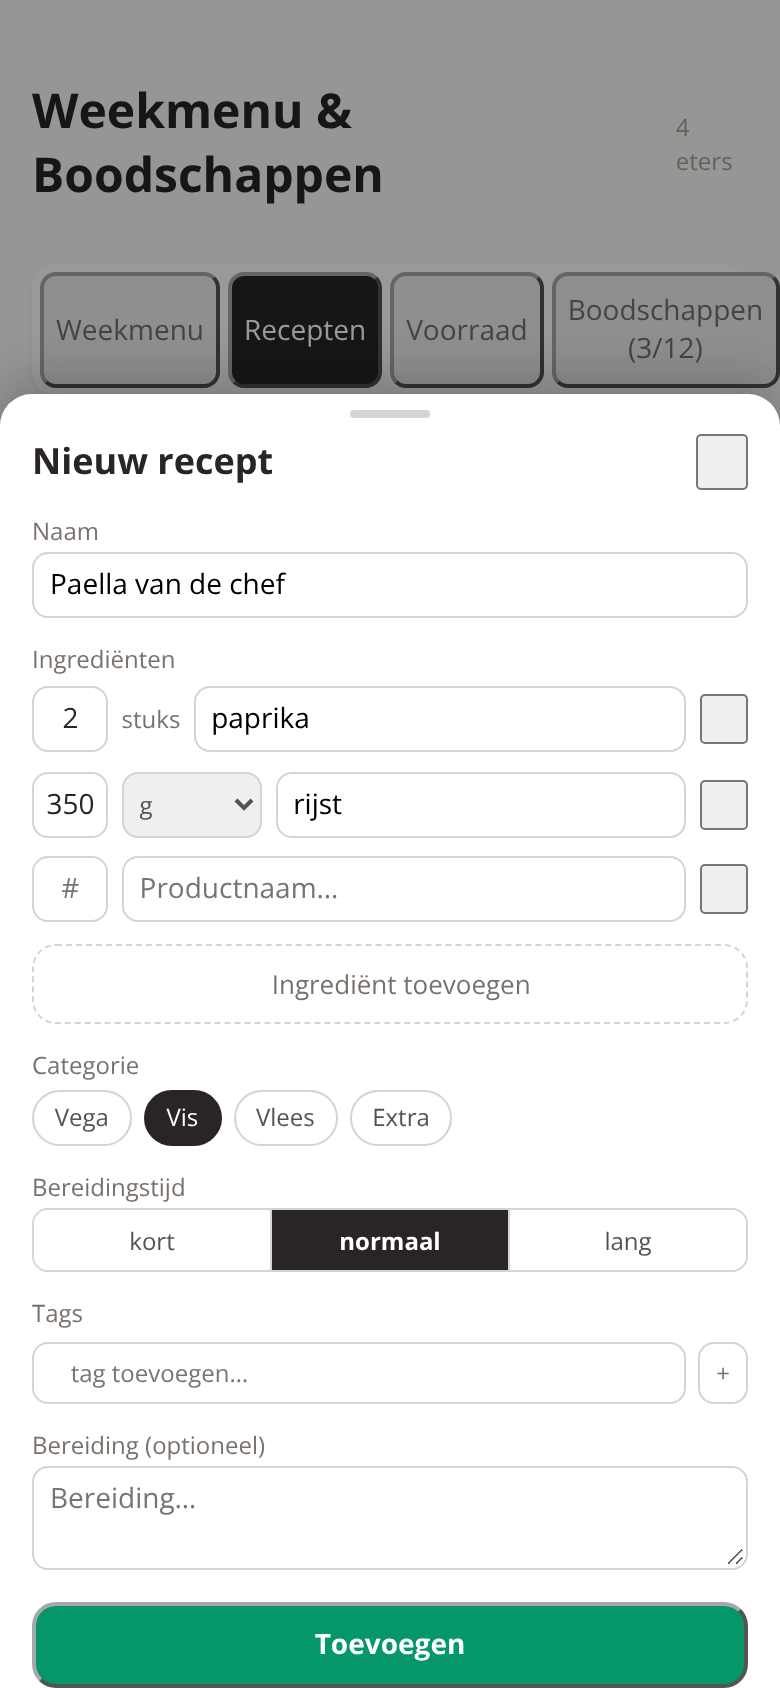 Weekmenu &
Boodschappen
4
eters
Weekmenu
Recepten
Voorraad
Boodschappen
(3/12)
Nieuw recept
Naam
Paella van de chef
Ingrediënten
2 stuks paprika
350 g rijst
# Productnaam...
Ingrediënt toevoegen
Categorie
Vega Vis Vlees Extra
Bereidingstijd
kort normaal lang
Tags
tag toevoegen... +
Bereiding (optioneel)
Bereiding...
Toevoegen